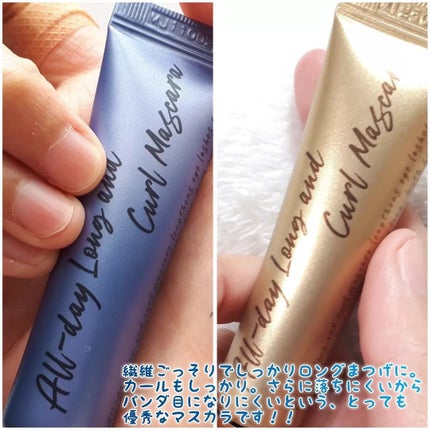 All-day Long and
Curl Mascara
All-day Long and
Curl Mascar
繊維ごっそりでしっかりロングまつげに。
カールもしっかり。さらに落ちにくいから
パンダ目になりにくいという、とっても
優秀なマスカラです！！